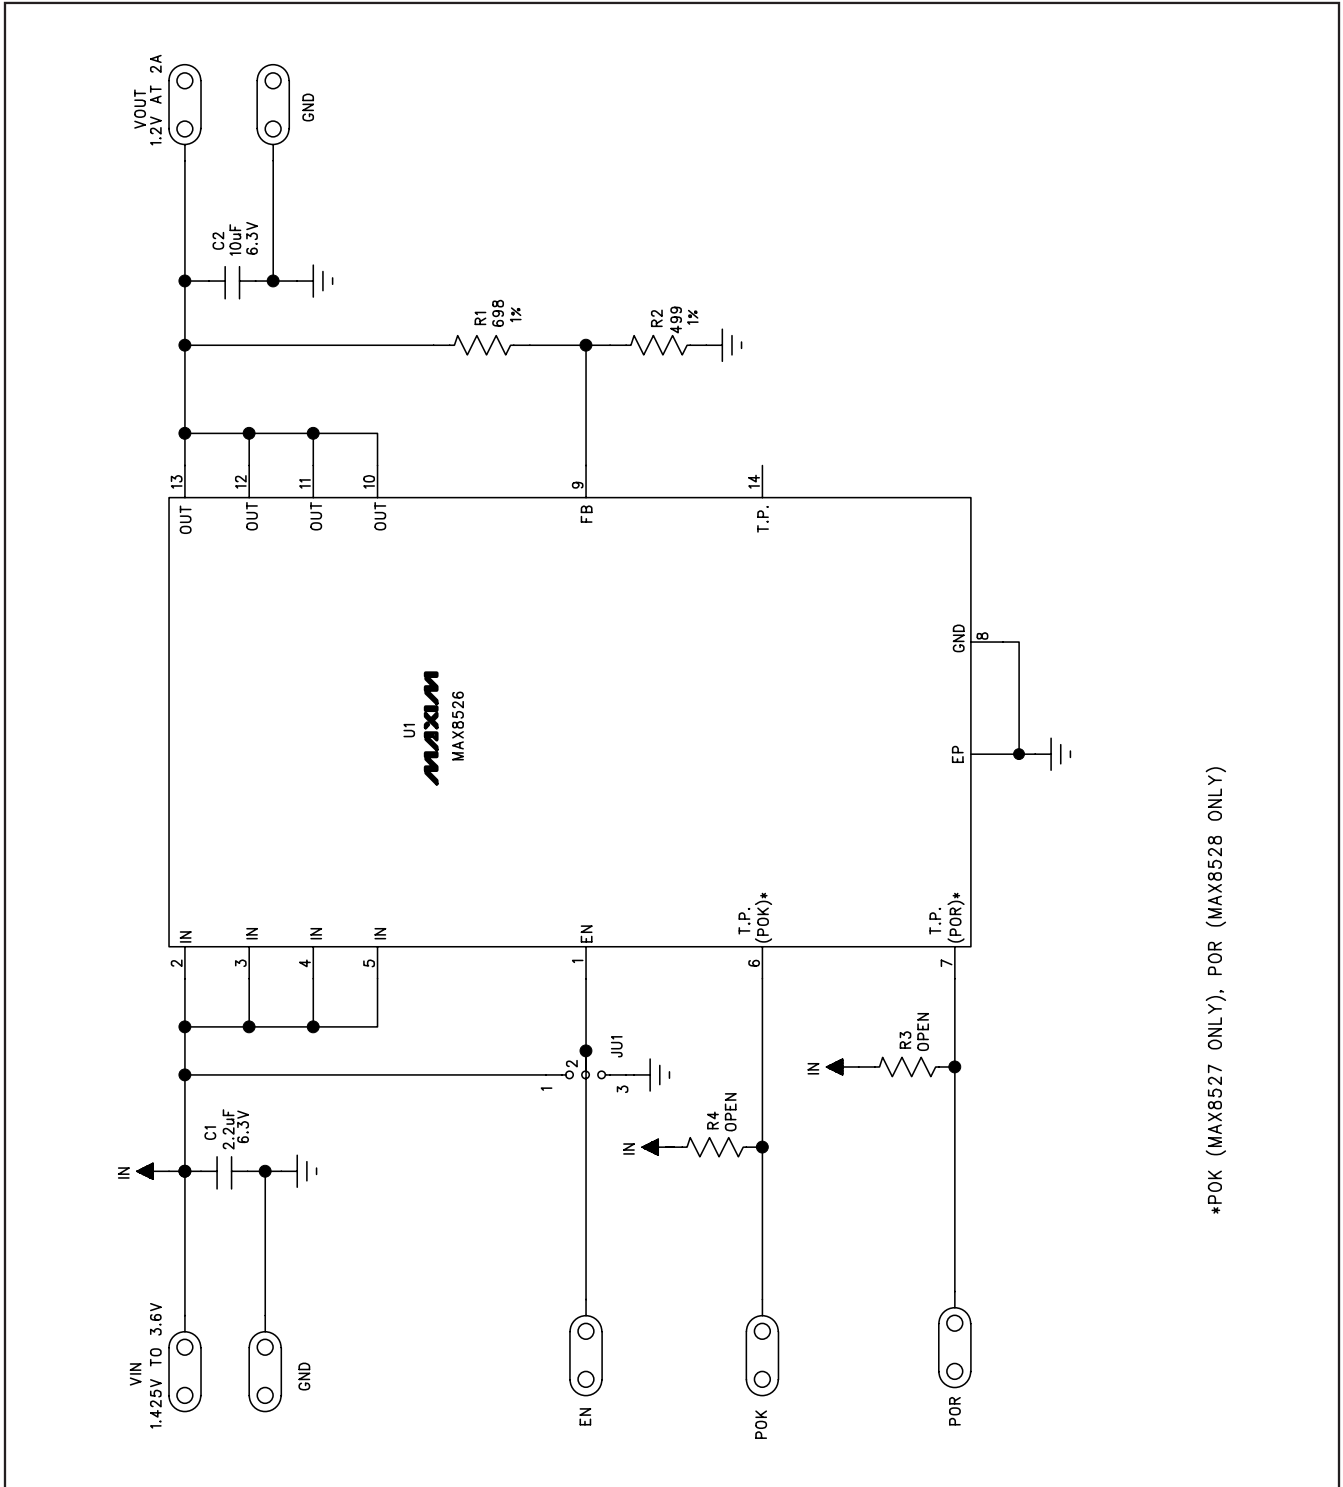 VIN
1.425V TO 3.6V
GND
IN
C1
2.2uF
6.3V
2
IN
3
IN
4
IN
5
IN
1
2
3
JU1
1
EN
EN
IN
R4
OPEN
6
T.P.
(POK)*
POK
IN
R3
OPEN
7
T.P.
(POR)*
POR
U1
MAXIM
MAX8526
EP
GND
8
OUT
13
OUT
12
OUT
11
OUT
10
FB
9
T.P.
14
R1
698
1%
R2
499
1%
C2
10uF
6.3V
VOUT
1.2V AT 2A
GND
*POK (MAX8527 ONLY), POR (MAX8528 ONLY)